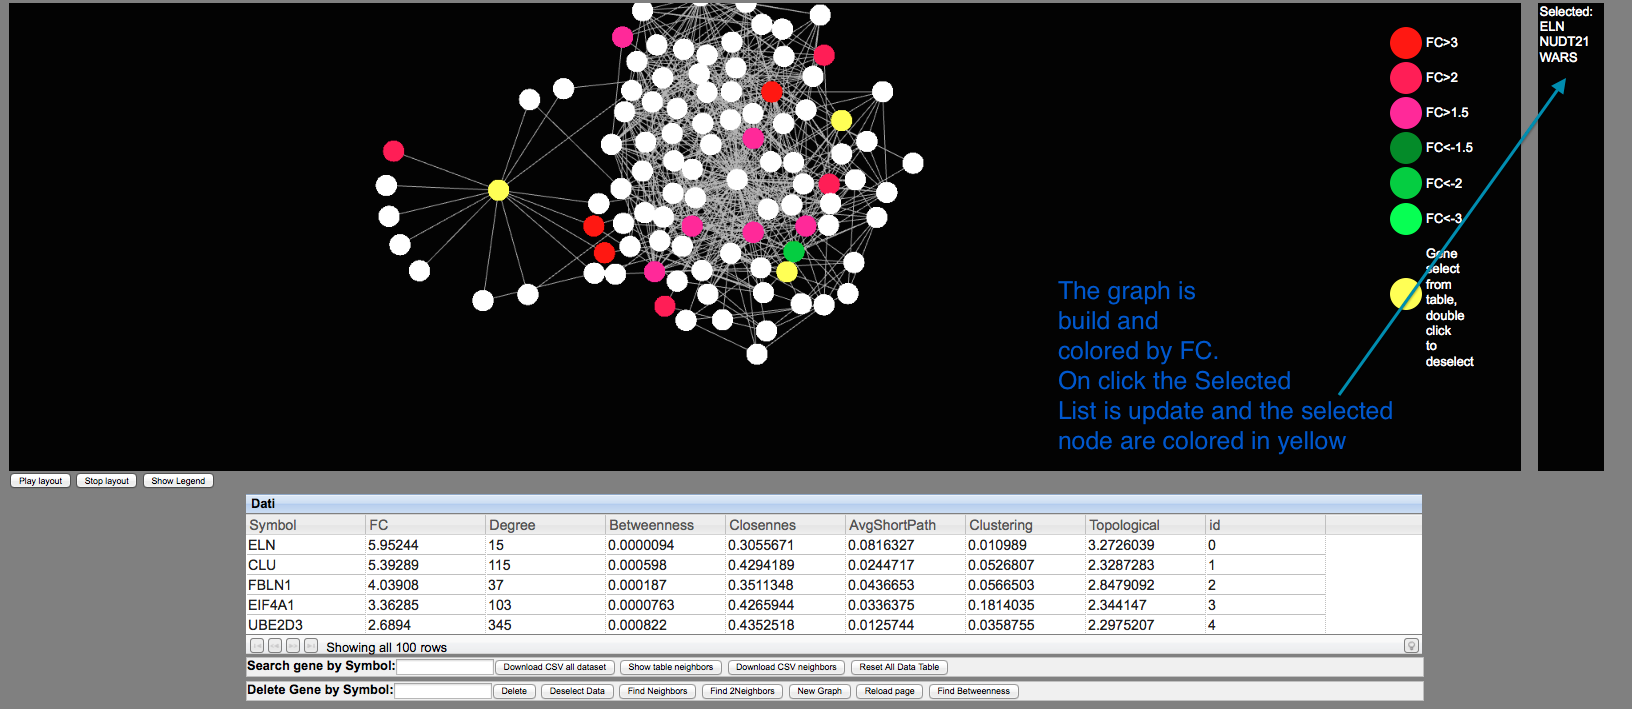 Selected:
ELN
NUDT21
WARS
FC>3
FC>2
FC>1.5
FC<-1.5
FC<-2
FC<-3
Gene
select
from
table,
double
click
to
deselect
The graph is
build and
colored by FC.
On click the Selected
List is update and the selected
node are colored in yellow
Play layout Stop layout Show Legend
Dati
Symbol FC Degree Betweenness Closennes AvgShortPath Clustering Topological id
ELN 5.95244 15 0.0000094 0.3055671 0.0816327 0.010989 3.2726039 0
CLU 5.39289 115 0.000598 0.4294189 0.0244717 0.0526807 2.3287283 1
FBLN1 4.03908 37 0.000187 0.3511348 0.0436653 0.0566503 2.8479092 2
EIF4A1 3.36285 103 0.0000763 0.4265944 0.0336375 0.1814035 2.344147 3
UBE2D3 2.6894 345 0.000822 0.4352518 0.0125744 0.0358755 2.2975207 4
Showing all 100 rows
Search gene by Symbol: Download CSV all dataset Show table neighbors Download CSV neighbors Reset All Data Table
Delete Gene by Symbol: Delete Deselect Data Find Neighbors Find 2Neighbors New Graph Reload page Find Betweenness